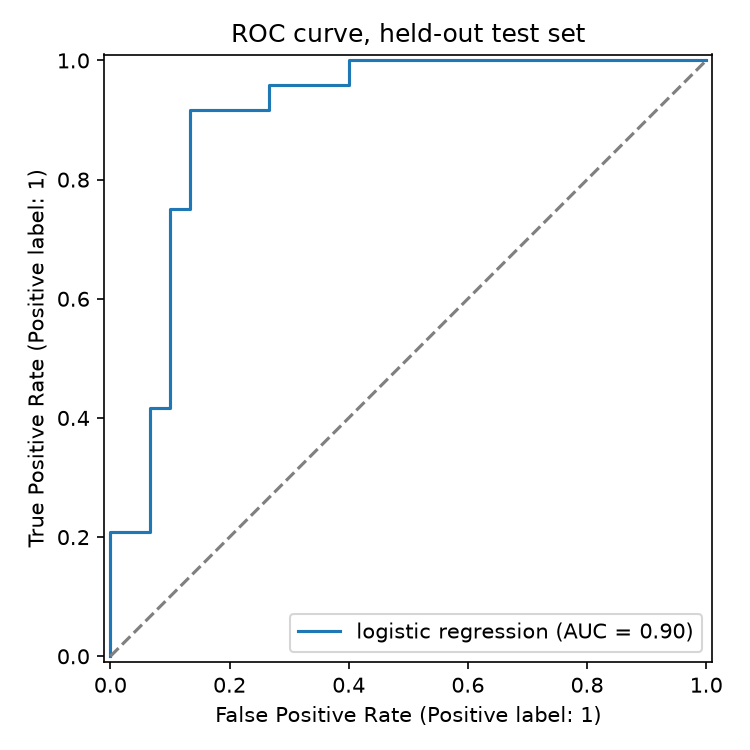 ROC curve, held-out test set
True Positive Rate (Positive label: 1)
1.0
0.8
0.6
0.4
0.2
0.0
0.0 0.2 0.4 0.6 0.8 1.0
False Positive Rate (Positive label: 1)
logistic regression (AUC = 0.90)